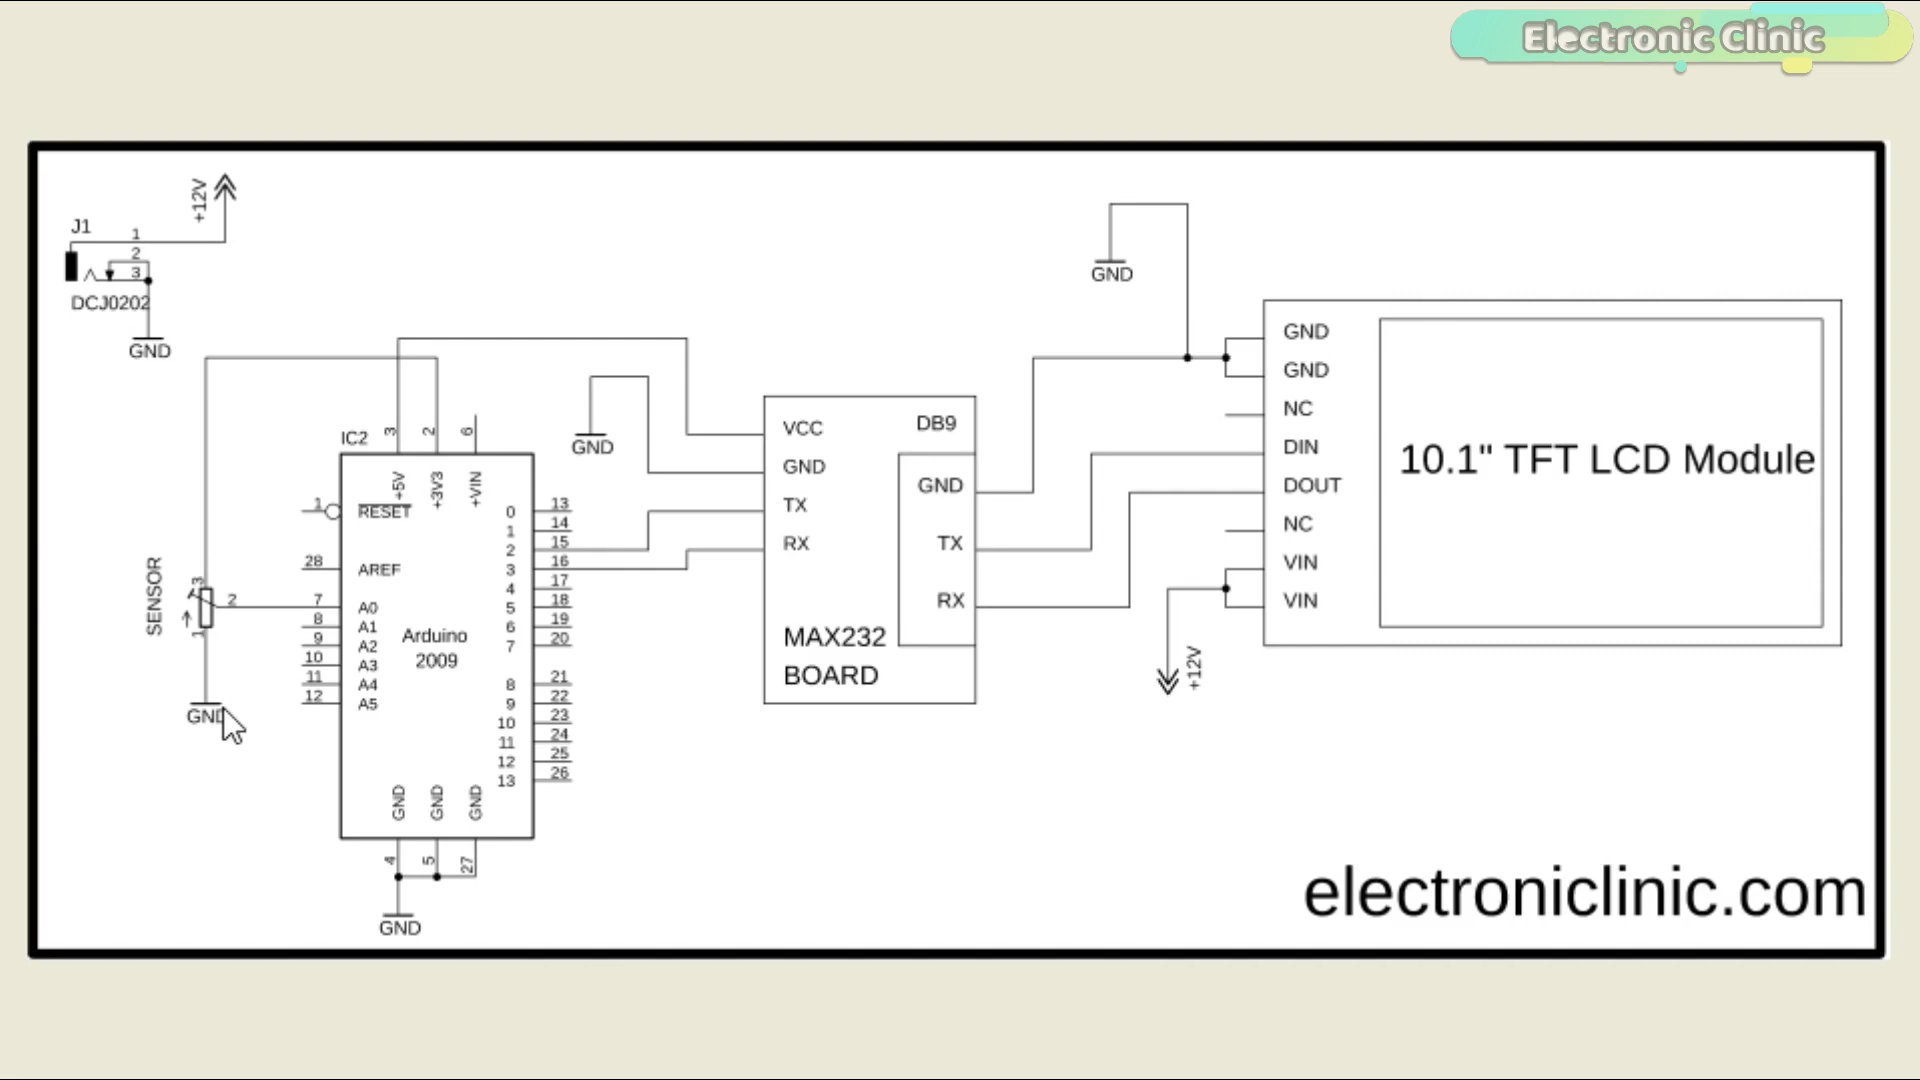 Electronic Clinic
+12V
J1
1
2
3
DCJ0202
GND
GND
GND
IC2
3
2
6
+5V
+3V3
+VIN
1
RESET
28
AREF
7
A0
8
A1
9
A2
10
A3
11
A4
12
A5
Arduino
2009
0
13
1
14
2
15
3
16
4
17
5
18
6
19
7
20
8
21
9
22
10
23
11
24
12
25
13
26
GND
GND
GND
4
5
27
GND
SENSOR
3
2
1
GND
VCC
GND
TX
RX
DB9
GND
TX
RX
MAX232
BOARD
GND
GND
NC
DIN
DOUT
NC
VIN
VIN
+12V
10.1" TFT LCD Module
electroniclinic.com